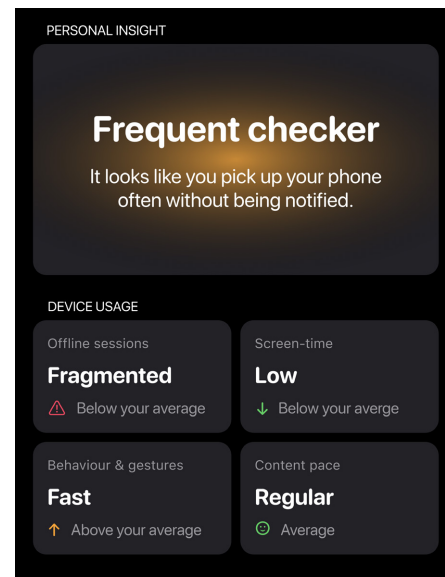 PERSONAL INSIGHT
Frequent checker
It looks like you pick up your phone
often without being notified.
DEVICE USAGE
Offline sessions
Fragmented
Below your average
Screen-time
Low
Below your averge
Behaviour & gestures
Fast
Above your average
Content pace
Regular
Average